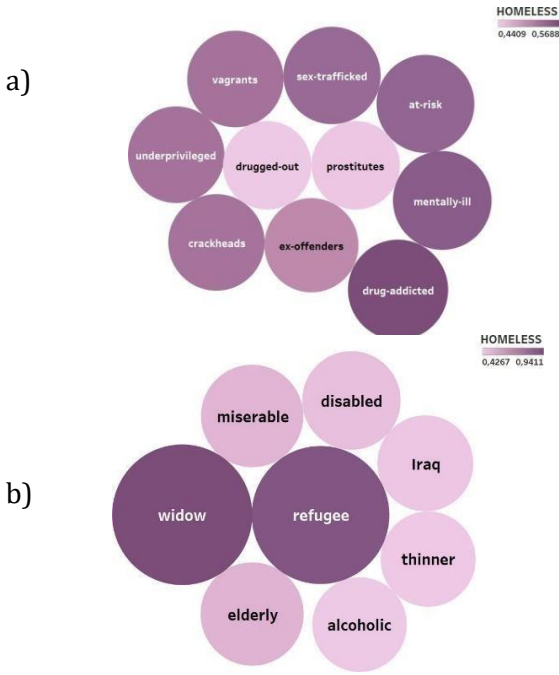 HOMELESS
0,4409 0,5688
a)
vagrants
sex-trafficked
at-risk
underprivileged
drugged-out
prostitutes
mentally-ill
crackheads
ex-offenders
drug-addicted
HOMELESS
0,4267 0,9411
b)
miserable
disabled
Iraq
widow
refugee
thinner
elderly
alcoholic